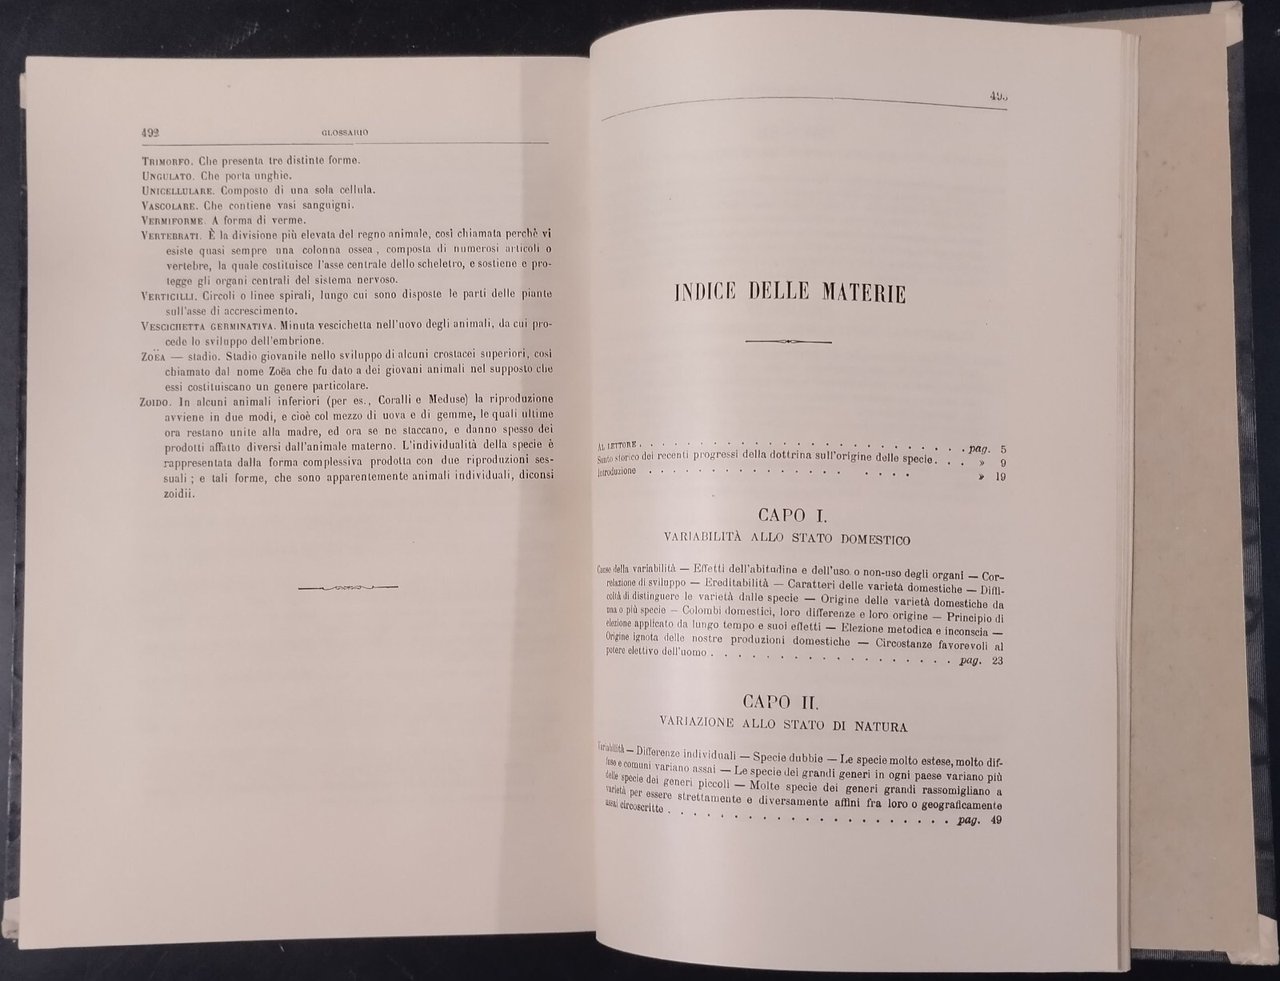 492
GLOSSARIO
TRIMORFO. Che presenta tre distinte forme.
UNGULATO. Che porta unghie.
UNICELLULARE. Composto di una sola cellula.
VASCOLARE. Che contiene vasi sanguigni.
VERMIFORME. A forma di verme.
VERTEBRATI. È la divisione più elevata del regno animale, così chiamata perchè vi
esiste quasi sempre una colonna ossea, composta di numerosi articoli o
vertebre, la quale costituisce l'asse centrale dello scheletro, e sostiene e pro-
tegge gli organi centrali del sistema nervoso.
VERTICILLI. Circoli o linee spirali, lungo cui sono disposte le parti delle piante
sull'asse di accrescimento.
VESCICHETTA GERMINATIVA. Minuta vescichetta nell'uovo degli animali, da cui pro-
cede lo sviluppo dell'embrione.
ZOËA — stadio. Stadio giovanile nello sviluppo di alcuni crostacei superiori, così
chiamato dal nome Zoëa che fu dato a dei giovani animali nel supposto che
essi costituiscano un genere particolare.
ZOIDO. In alcuni animali inferiori (per es., Coralli e Meduse) la riproduzione
avviene in due modi, e cioè col mezzo di uova e di gemme, le quali ultime
ora restano unite alla madre, ed ora se ne staccano, e danno spesso dei
prodotti affatto diversi dall'animale materno. L'individualità della specie è
rappresentata dalla forma complessiva prodotta con due riproduzioni ses-
suali; e tali forme, che sono apparentemente animali individuali, diconsi
zoidii.
INDICE DELLE MATERIE
AL LETTORE . . . . . . . . . . . . . . . . . . . . pag. 5
Sunto storico dei recenti progressi della dottrina sull'origine delle specie. . . . » 9
Introduzione . . . . . . . . . . . . . . . . » 19
CAPO I.
VARIABILITÀ ALLO STATO DOMESTICO
Cause della variabilità — Effetti dell'abitudine e dell'uso o non-uso degli organi — Cor-
relazione di sviluppo — Ereditabilità — Caratteri delle varietà domestiche — Diffi-
coltà di distinguere le varietà dalle specie — Origine delle varietà domestiche da
una o più specie — Colombi domestici, loro differenze e loro origine — Principio di
elezione applicato da lungo tempo e suoi effetti — Elezione metodica e inconscia —
Origine ignota delle nostre produzioni domestiche — Circostanze favorevoli al
potere elettivo dell'uomo . . . . . . . . . . . . . . . . . . pag. 23
CAPO II.
VARIAZIONE ALLO STATO DI NATURA
Variabilità — Differenze individuali — Specie dubbie — Le specie molto estese, molto dif-
fuse e comuni variano assai — Le specie dei grandi generi in ogni paese variano più
delle specie dei generi piccoli — Molte specie dei generi grandi rassomigliano a
varietà per essere strettamente e diversamente affini fra loro o geograficamente
assai circoscritte . . . . . . . . . . . . . . . . . . . . . . pag. 49